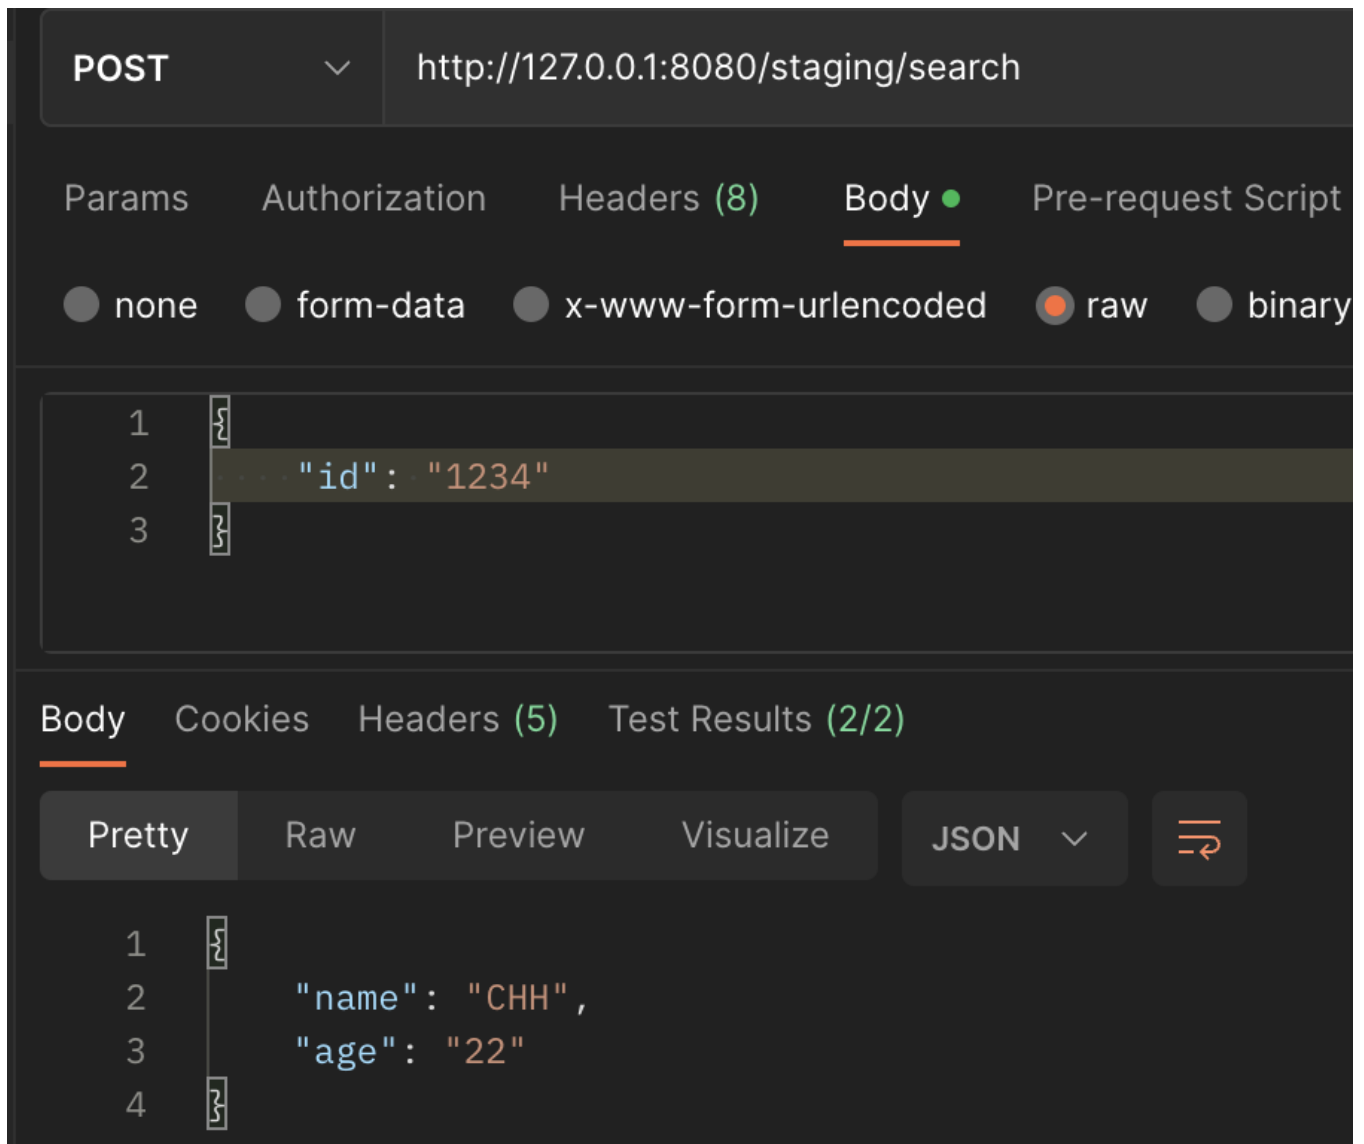 POST http://127.0.0.1:8080/staging/search
Params Authorization Headers (8) Body Pre-request Script
none form-data x-www-form-urlencoded raw binary
1 {
2 "id": "1234"
3 }
Body Cookies Headers (5) Test Results (2/2)
Pretty Raw Preview Visualize JSON
1 {
2 "name": "CHH",
3 "age": "22"
4 }